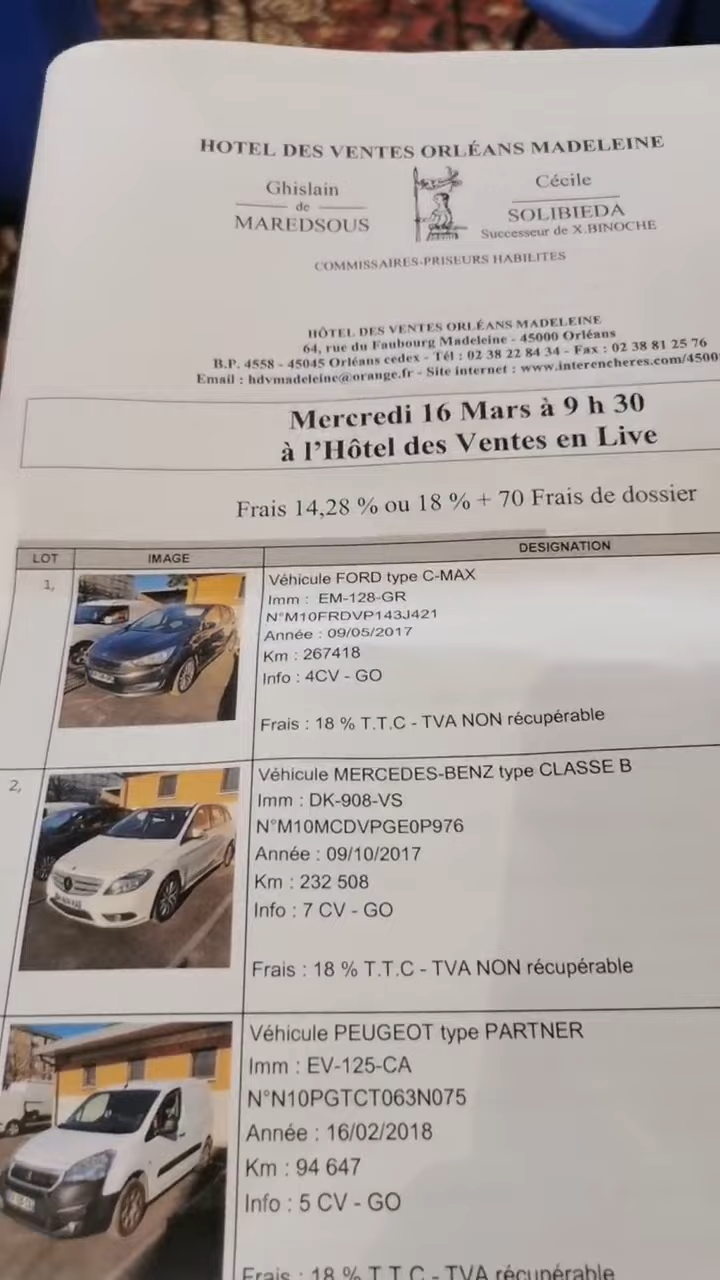 HOTEL DES VENTES ORLÉANS MADELEINE
Ghislain
de
MAREDSOUS
Cécile
SOLIBIEDA
Successeur de X.BINOCHE
COMMISSAIRES-PRISEURS HABILITES
HÔTEL DES VENTES ORLÉANS MADELEINE
64, rue du Faubourg Madeleine - 45000 Orléans
B.P. 4558 - 45045 Orléans cedex - Tél : 02 38 22 84 34 - Fax : 02 38 81 25 76
Email : hdvmadeleine@orange.fr - Site internet : www.interencheres.com/4500
Mercredi 16 Mars à 9 h 30
à l'Hôtel des Ventes en Live
Frais 14,28 % ou 18 % + 70 Frais de dossier
LOT IMAGE DESIGNATION
1,
Véhicule FORD type C-MAX
Imm : EM-128-GR
N°M10FRDVP143J421
Année : 09/05/2017
Km : 267418
Info : 4CV - GO
Frais : 18 % T.T.C - TVA NON récupérable
2,
Véhicule MERCEDES-BENZ type CLASSE B
Imm : DK-908-VS
N°M10MCDVPGE0P976
Année : 09/10/2017
Km : 232 508
Info : 7 CV - GO
Frais : 18 % T.T.C - TVA NON récupérable
Véhicule PEUGEOT type PARTNER
Imm : EV-125-CA
N°N10PGTCT063N075
Année : 16/02/2018
Km : 94 647
Info : 5 CV - GO
Frais : 18 % T.T.C - TVA récupérable